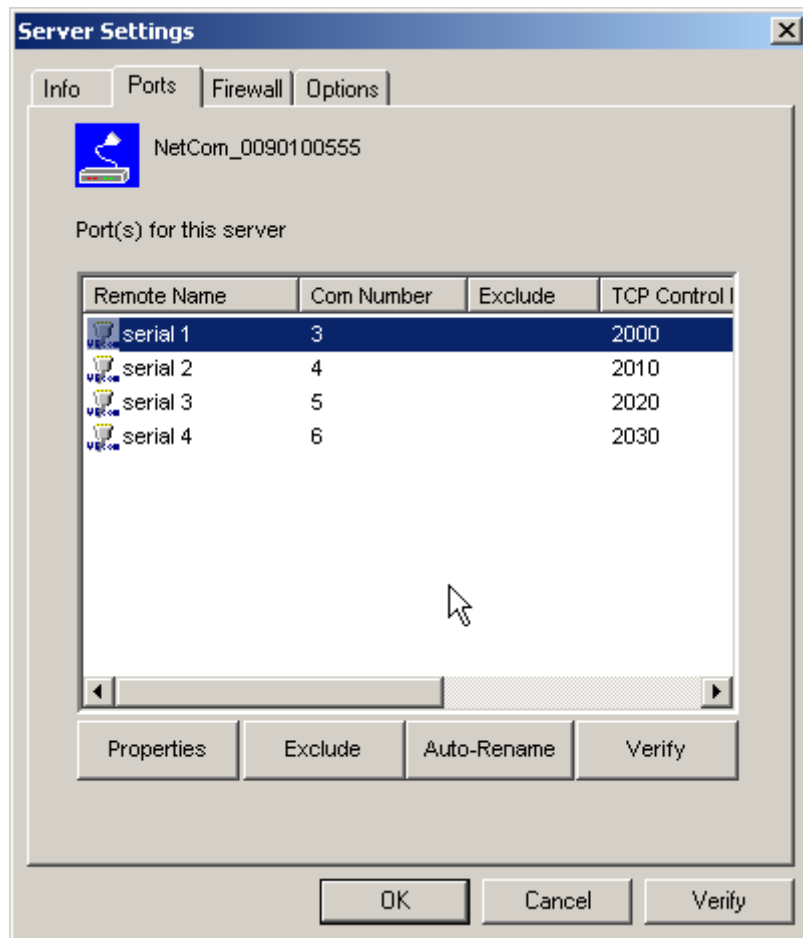 Server Settings
Info Ports Firewall Options
NetCom_0090100555
Port(s) for this server
Remote Name Com Number Exclude TCP Control
serial 1 3 2000
serial 2 4 2010
serial 3 5 2020
serial 4 6 2030
Properties Exclude Auto-Rename Verify
OK Cancel Verify